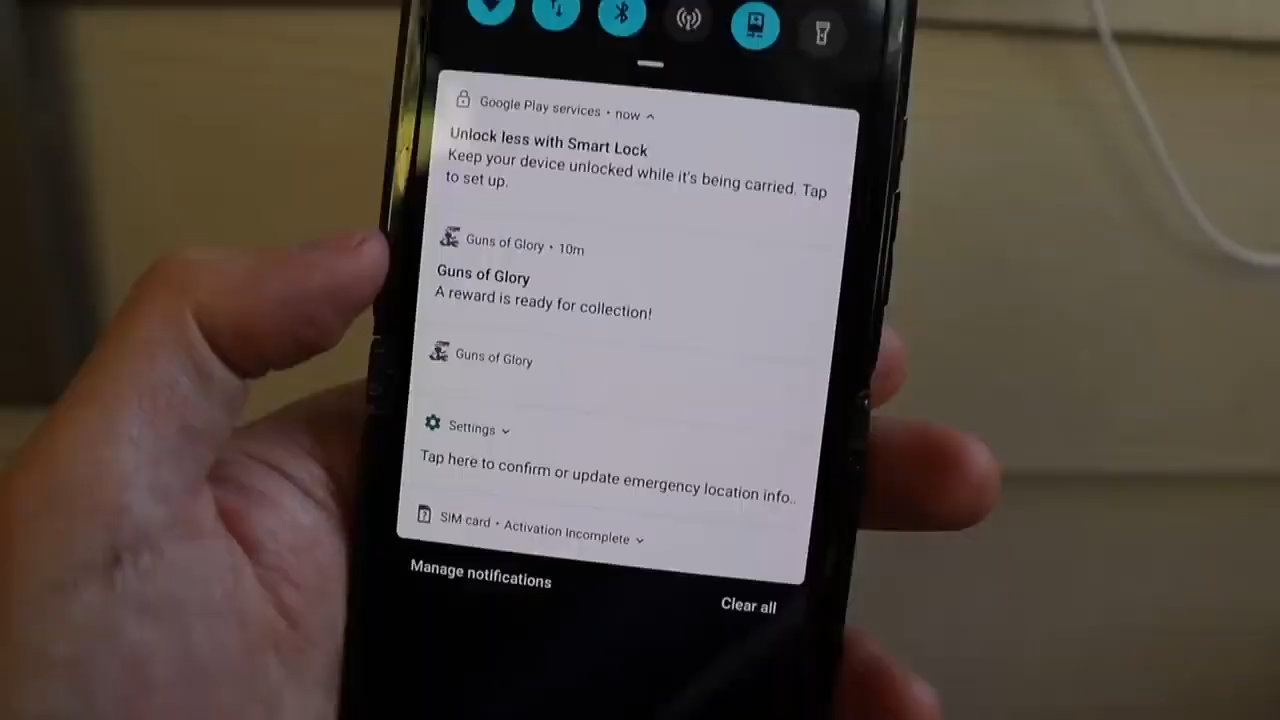 Google Play services • now
Unlock less with Smart Lock
Keep your device unlocked while it's being carried. Tap
to set up.
Guns of Glory • 10m
Guns of Glory
A reward is ready for collection!
Guns of Glory
Settings
Tap here to confirm or update emergency location info..
SIM card • Activation Incomplete
Manage notifications
Clear all